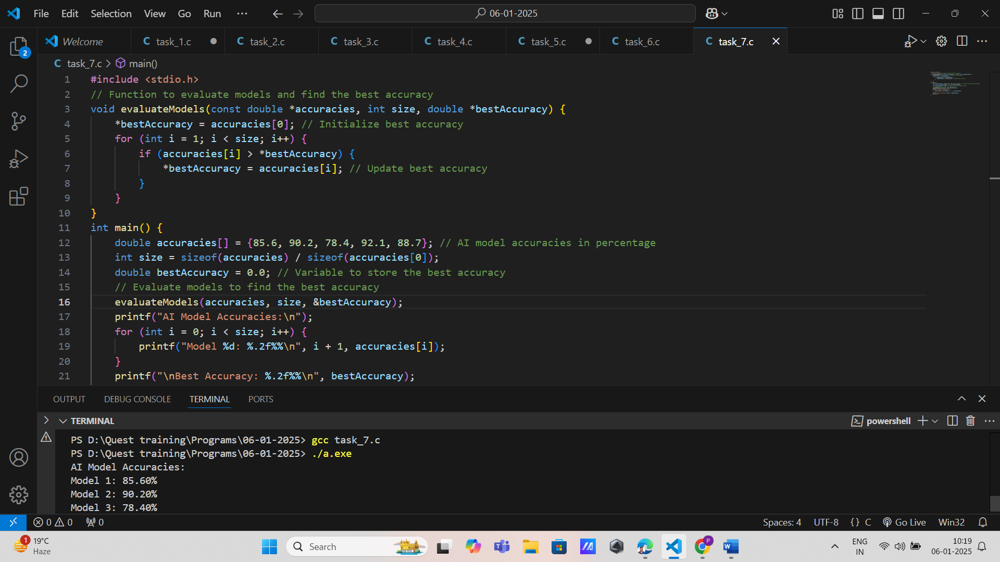 File Edit Selection View Go Run ··· 06-01-2025
Welcome C task_1.c C task_2.c C task_3.c C task_4.c C task_5.c C task_6.c C task_7.c
2
C task_7.c > main()
1 #include <stdio.h>
2 // Function to evaluate models and find the best accuracy
3 void evaluateModels(const double *accuracies, int size, double *bestAccuracy) {
4 *bestAccuracy = accuracies[0]; // Initialize best accuracy
5 for (int i = 1; i < size; i++) {
6 if (accuracies[i] > *bestAccuracy) {
7 *bestAccuracy = accuracies[i]; // Update best accuracy
8 }
9 }
10 }
11 int main() {
12 double accuracies[] = {85.6, 90.2, 78.4, 92.1, 88.7}; // AI model accuracies in percentage
13 int size = sizeof(accuracies) / sizeof(accuracies[0]);
14 double bestAccuracy = 0.0; // Variable to store the best accuracy
15 // Evaluate models to find the best accuracy
16 evaluateModels(accuracies, size, &bestAccuracy);
17 printf("AI Model Accuracies:\n");
18 for (int i = 0; i < size; i++) {
19 printf("Model %d: %.2f%%\n", i + 1, accuracies[i]);
20 }
21 printf("\nBest Accuracy: %.2f%%\n", bestAccuracy);
OUTPUT DEBUG CONSOLE TERMINAL PORTS
TERMINAL powershell
PS D:\Quest training\Programs\06-01-2025> gcc task_7.c
PS D:\Quest training\Programs\06-01-2025> ./a.exe
AI Model Accuracies:
Model 1: 85.60%
Model 2: 90.20%
Model 3: 78.40%
0 0 0 Spaces: 4 UTF-8 {} C Go Live Win32
1 19°C
Haze
Search
P
ENG
IN
10:19
06-01-2025